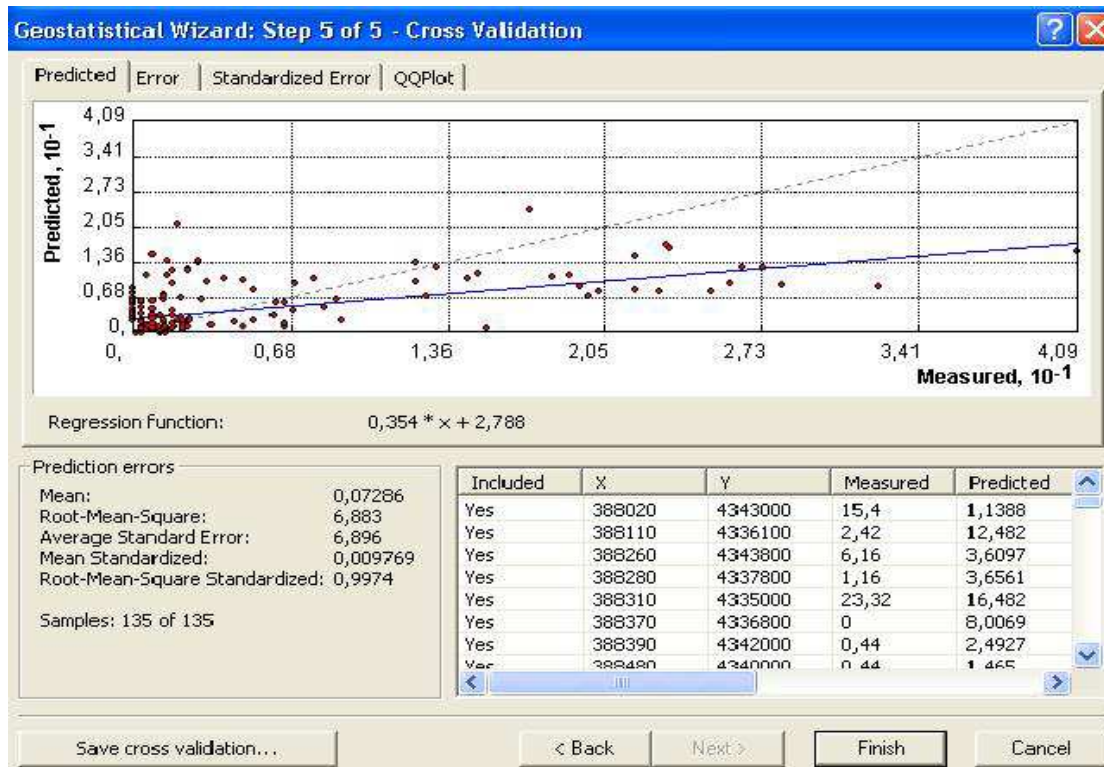 Geostatistical Wizard: Step 5 of 5 - Cross Validation
Predicted Error Standardized Error QQPlot
Predicted, 10-1
4,09
3,41
2,73
2,05
1,36
0,68
0,
0, 0,68 1,36 2,05 2,73 3,41 4,09
Measured, 10-1
Regression function: 0,354 * x + 2,788
Prediction errors
Mean: 0,07286
Root-Mean-Square: 6,883
Average Standard Error: 6,896
Mean Standardized: 0,009769
Root-Mean-Square Standardized: 0,9974
Samples: 135 of 135
Included X Y Measured Predicted
Yes 388020 4343000 15,4 1,1388
Yes 388110 4336100 2,42 12,482
Yes 388260 4343800 6,16 3,6097
Yes 388280 4337800 1,16 3,6561
Yes 388310 4335000 23,32 16,482
Yes 388370 4336800 0 8,0069
Yes 388390 4342000 0,44 2,4927
Yes 388480 4340000 0,44 1,465
Save cross validation... < Back Next > Finish Cancel